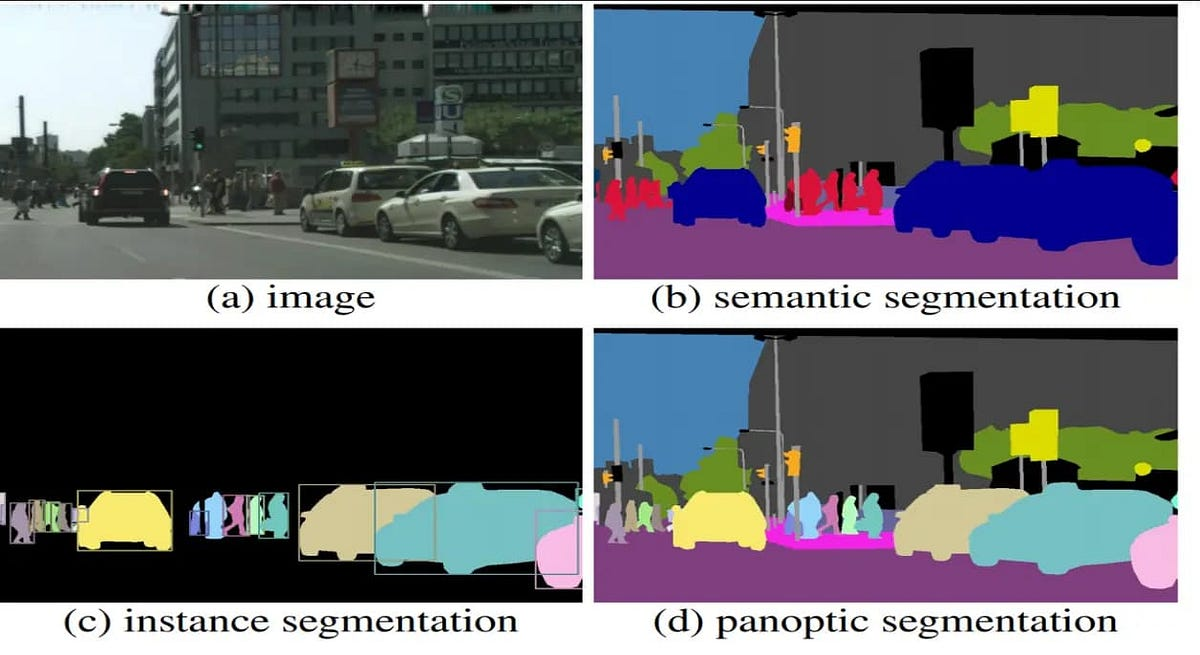 S
U
(a) image
(b) semantic segmentation
(c) instance segmentation
(d) panoptic segmentation